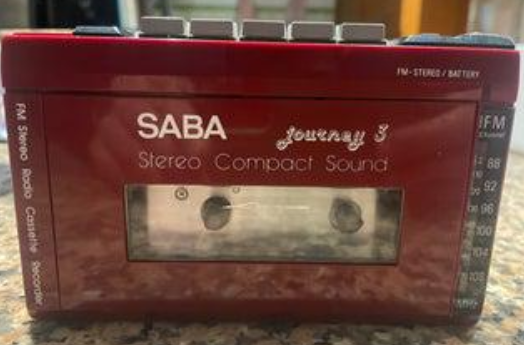 FM-STEREO / BATTERY
SABA journey 3
Stereo Compact Sound
FM Stereo Radio Cassette Recorder
FM
88
92
96
100
104
108